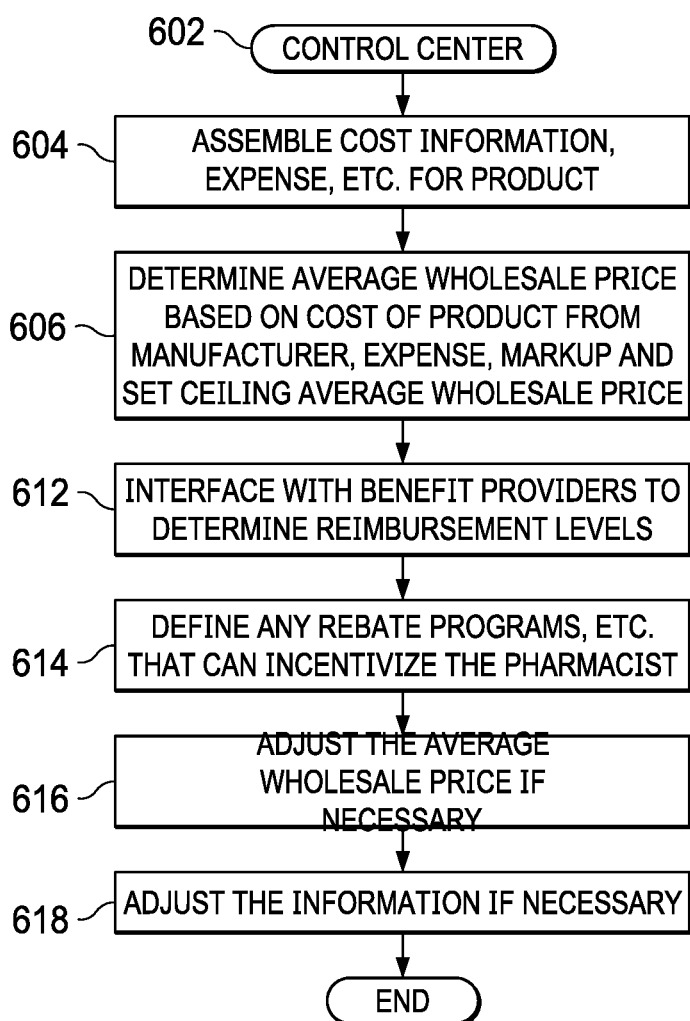 602
CONTROL CENTER
604
ASSEMBLE COST INFORMATION,
EXPENSE, ETC. FOR PRODUCT
606
DETERMINE AVERAGE WHOLESALE PRICE
BASED ON COST OF PRODUCT FROM
MANUFACTURER, EXPENSE, MARKUP AND
SET CEILING AVERAGE WHOLESALE PRICE
612
INTERFACE WITH BENEFIT PROVIDERS TO
DETERMINE REIMBURSEMENT LEVELS
614
DEFINE ANY REBATE PROGRAMS, ETC.
THAT CAN INCENTIVIZE THE PHARMACIST
616
ADJUST THE AVERAGE
WHOLESALE PRICE IF
NECESSARY
618
ADJUST THE INFORMATION IF NECESSARY
END